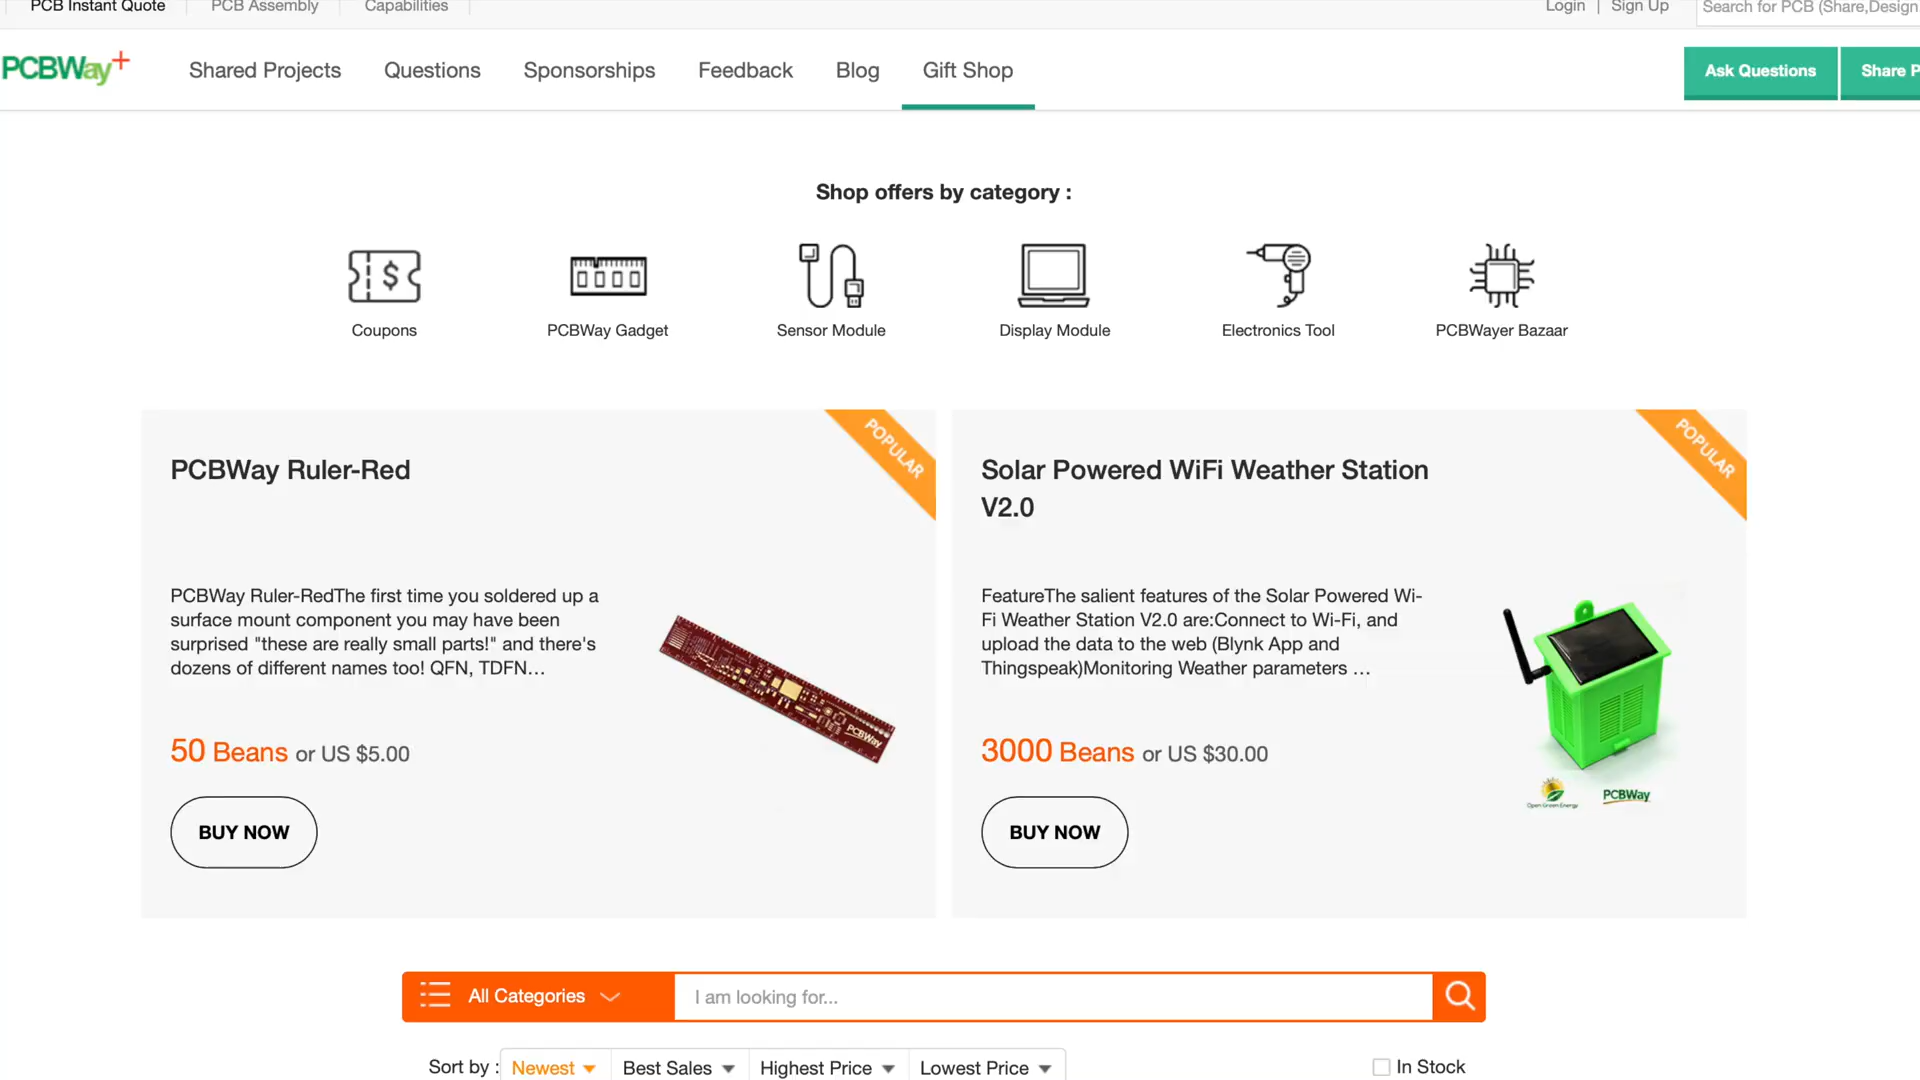 PCB Instant Quote
PCB Assembly
Capabilities
Login | Sign Up
Search for PCB (Share,Design
PCBWay+
Shared Projects
Questions
Sponsorships
Feedback
Blog
Gift Shop
Ask Questions
Share P
Shop offers by category :
Coupons
PCBWay Gadget
Sensor Module
Display Module
Electronics Tool
PCBWayer Bazaar
POPULAR
PCBWay Ruler-Red
PCBWay Ruler-RedThe first time you soldered up a
surface mount component you may have been
surprised "these are really small parts!" and there's
dozens of different names too! QFN, TDFN...
50 Beans or US $5.00
BUY NOW
PCBWay
POPULAR
Solar Powered WiFi Weather Station
V2.0
FeatureThe salient features of the Solar Powered Wi-
Fi Weather Station V2.0 are:Connect to Wi-Fi, and
upload the data to the web (Blynk App and
Thingspeak)Monitoring Weather parameters ...
3000 Beans or US $30.00
BUY NOW
Open Green Energy
PCBWay
All Categories
I am looking for...
Sort by :
Newest
Best Sales
Highest Price
Lowest Price
In Stock